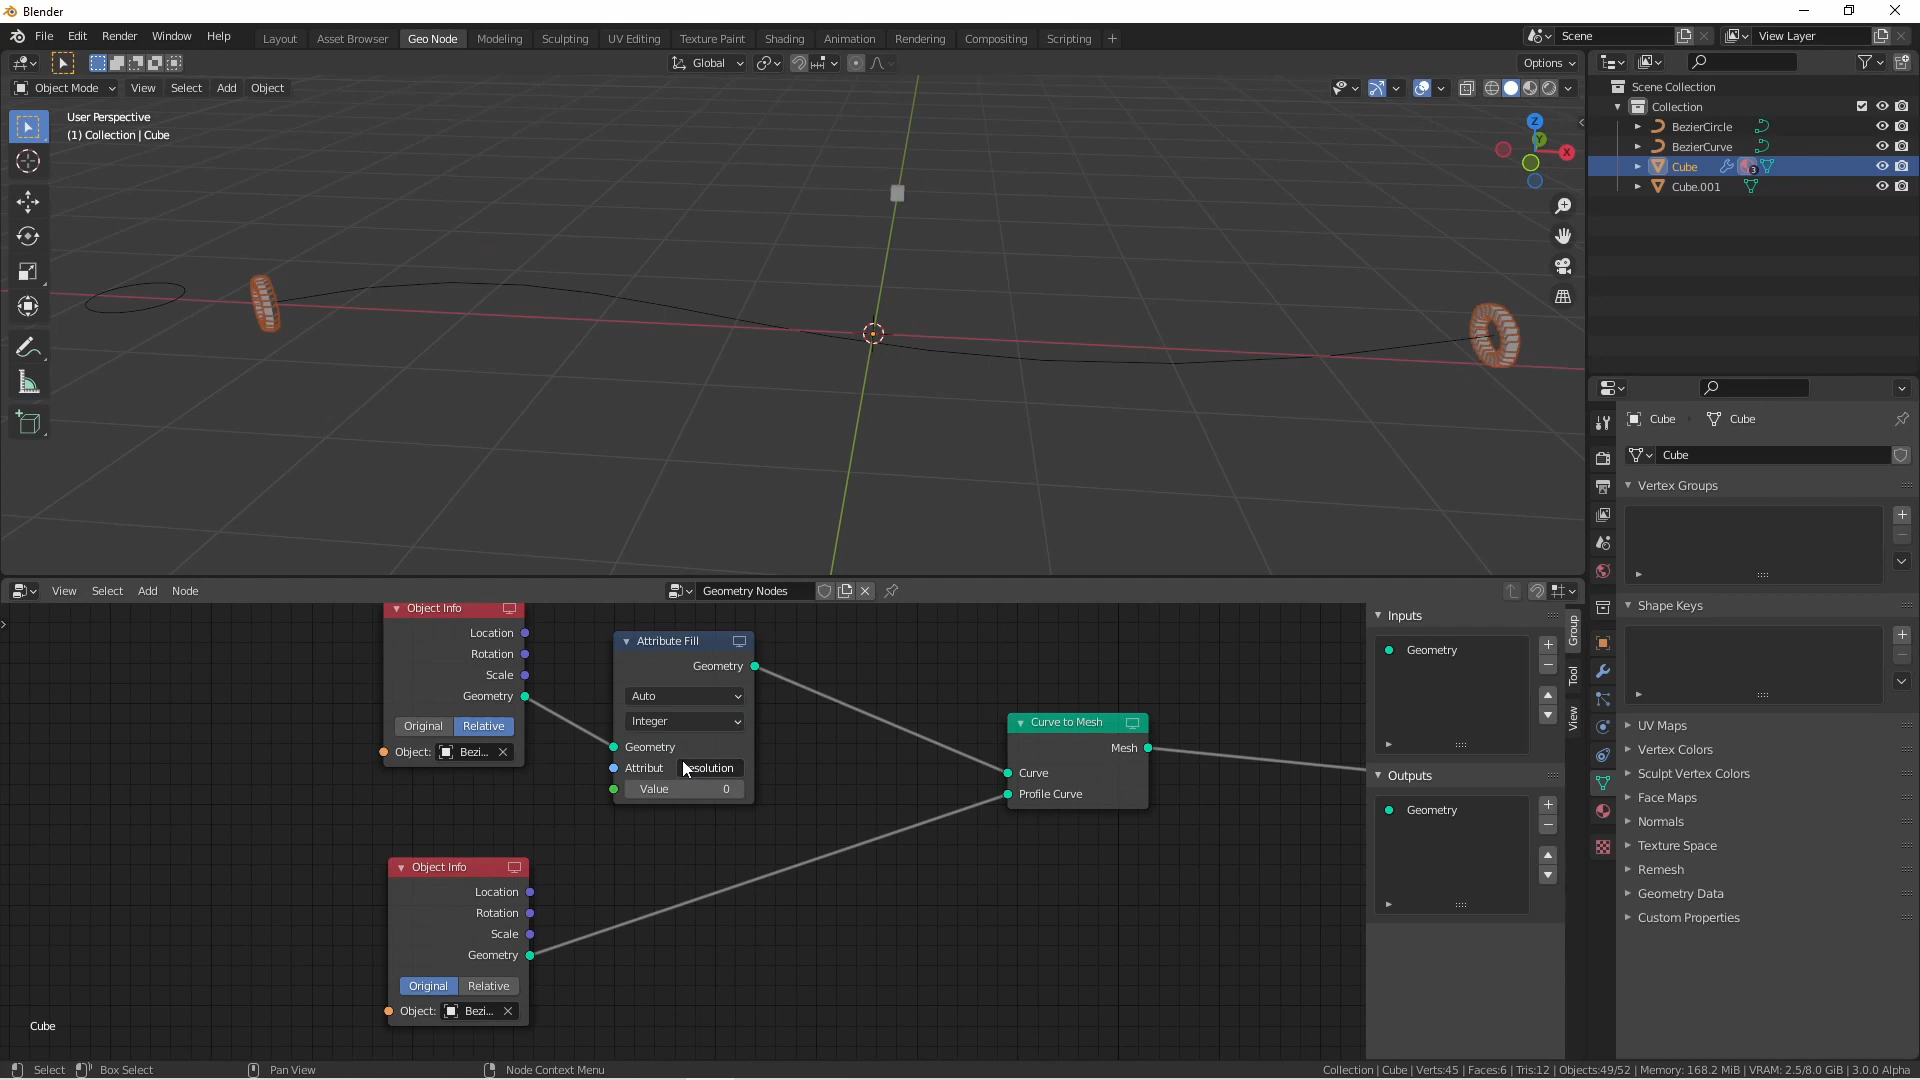 Blender
File Edit Render Window Help
Layout Asset Browser Geo Node Modeling Sculpting UV Editing Texture Paint Shading Animation Rendering Compositing Scripting
Scene
View Layer
Global
Options
Object Mode View Select Add Object
User Perspective
(1) Collection | Cube
Z
Y
X
Scene Collection
Collection
BezierCircle
BezierCurve
Cube
3
Cube.001
Cube
Cube
Cube
Vertex Groups
Shape Keys
UV Maps
Vertex Colors
Sculpt Vertex Colors
Face Maps
Normals
Texture Space
Remesh
Geometry Data
Custom Properties
View Select Add Node
Geometry Nodes
Object Info
Location
Rotation
Scale
Geometry
Original Relative
Object: Bezi...
Attribute Fill
Geometry
Auto
Integer
Geometry
Attribut
Value 0
Curve to Mesh
Mesh
Curve
Profile Curve
Object Info
Location
Rotation
Scale
Geometry
Original Relative
Object: Bezi...
Inputs
Geometry
Outputs
Geometry
Group
Tool
View
Cube
Select
Box Select
Pan View
Node Context Menu
Collection | Cube | Verts:45 | Faces:6 | Tris:12 | Objects:49/52 | Memory: 168.2 MiB | VRAM: 2.5/8.0 GiB | 3.0.0 Alpha